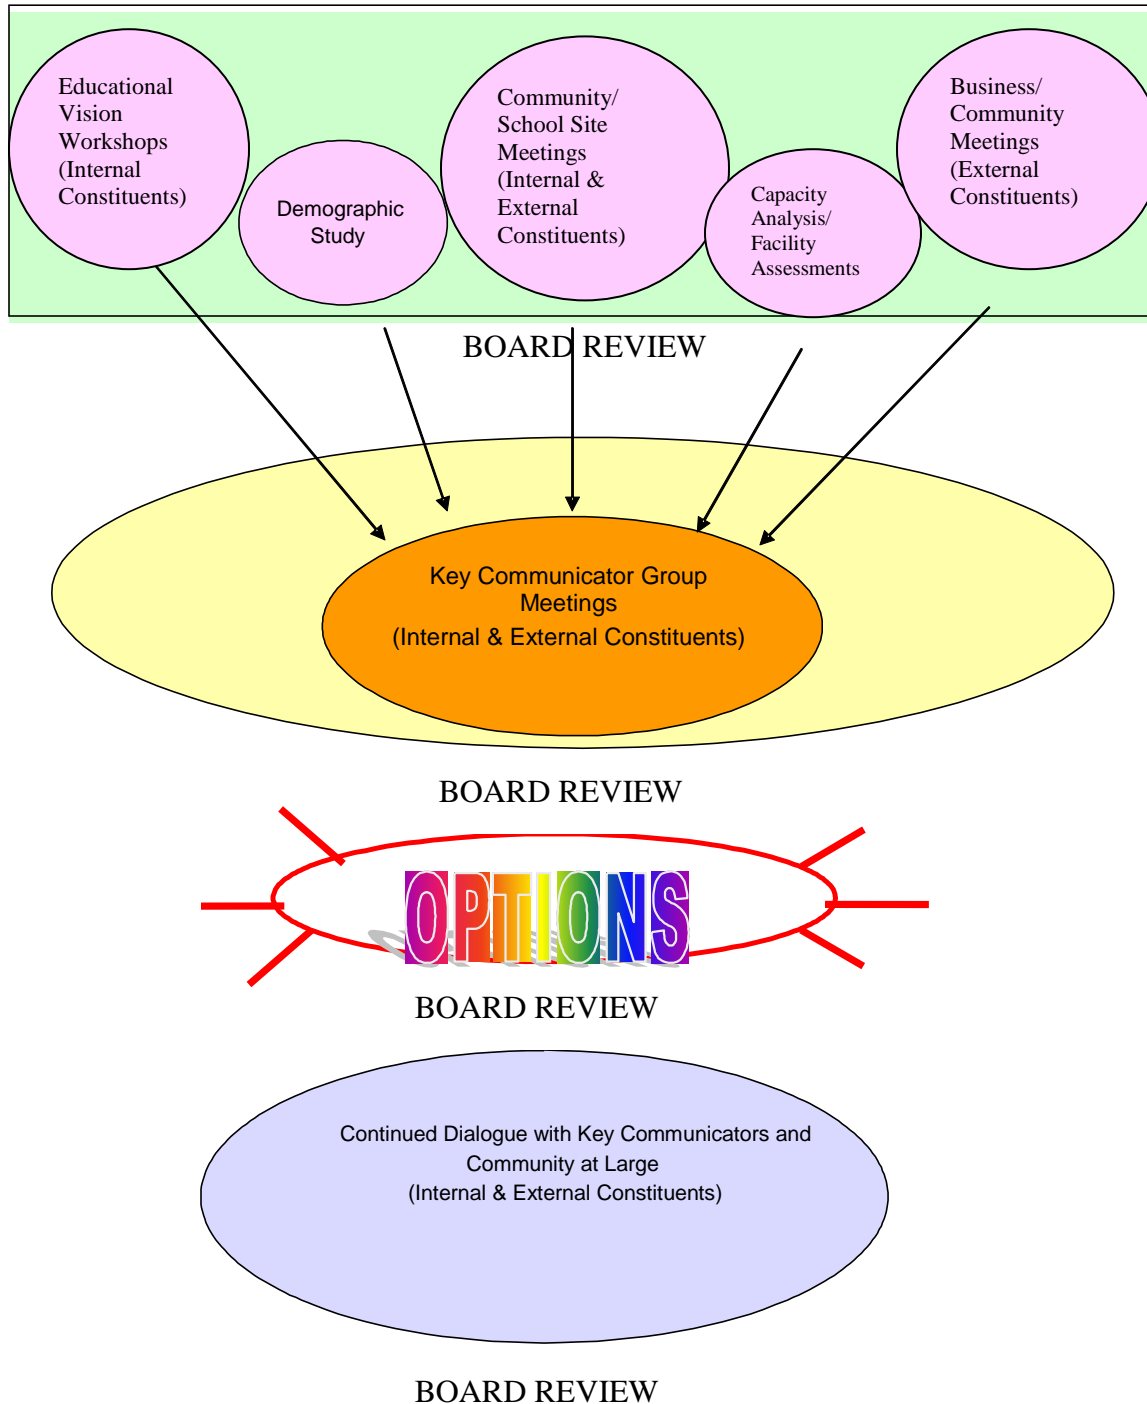 Educational
Vision
Workshops
(Internal
Constituents)
Demographic
Study
Community/
School Site
Meetings
(Internal &
External
Constituents)
Capacity
Analysis/
Facility
Assessments
Business/
Community
Meetings
(External
Constituents)
BOARD REVIEW
Key Communicator Group
Meetings
(Internal & External Constituents)
BOARD REVIEW
OPTIONS
BOARD REVIEW
Continued Dialogue with Key Communicators and
Community at Large
(Internal & External Constituents)
BOARD REVIEW